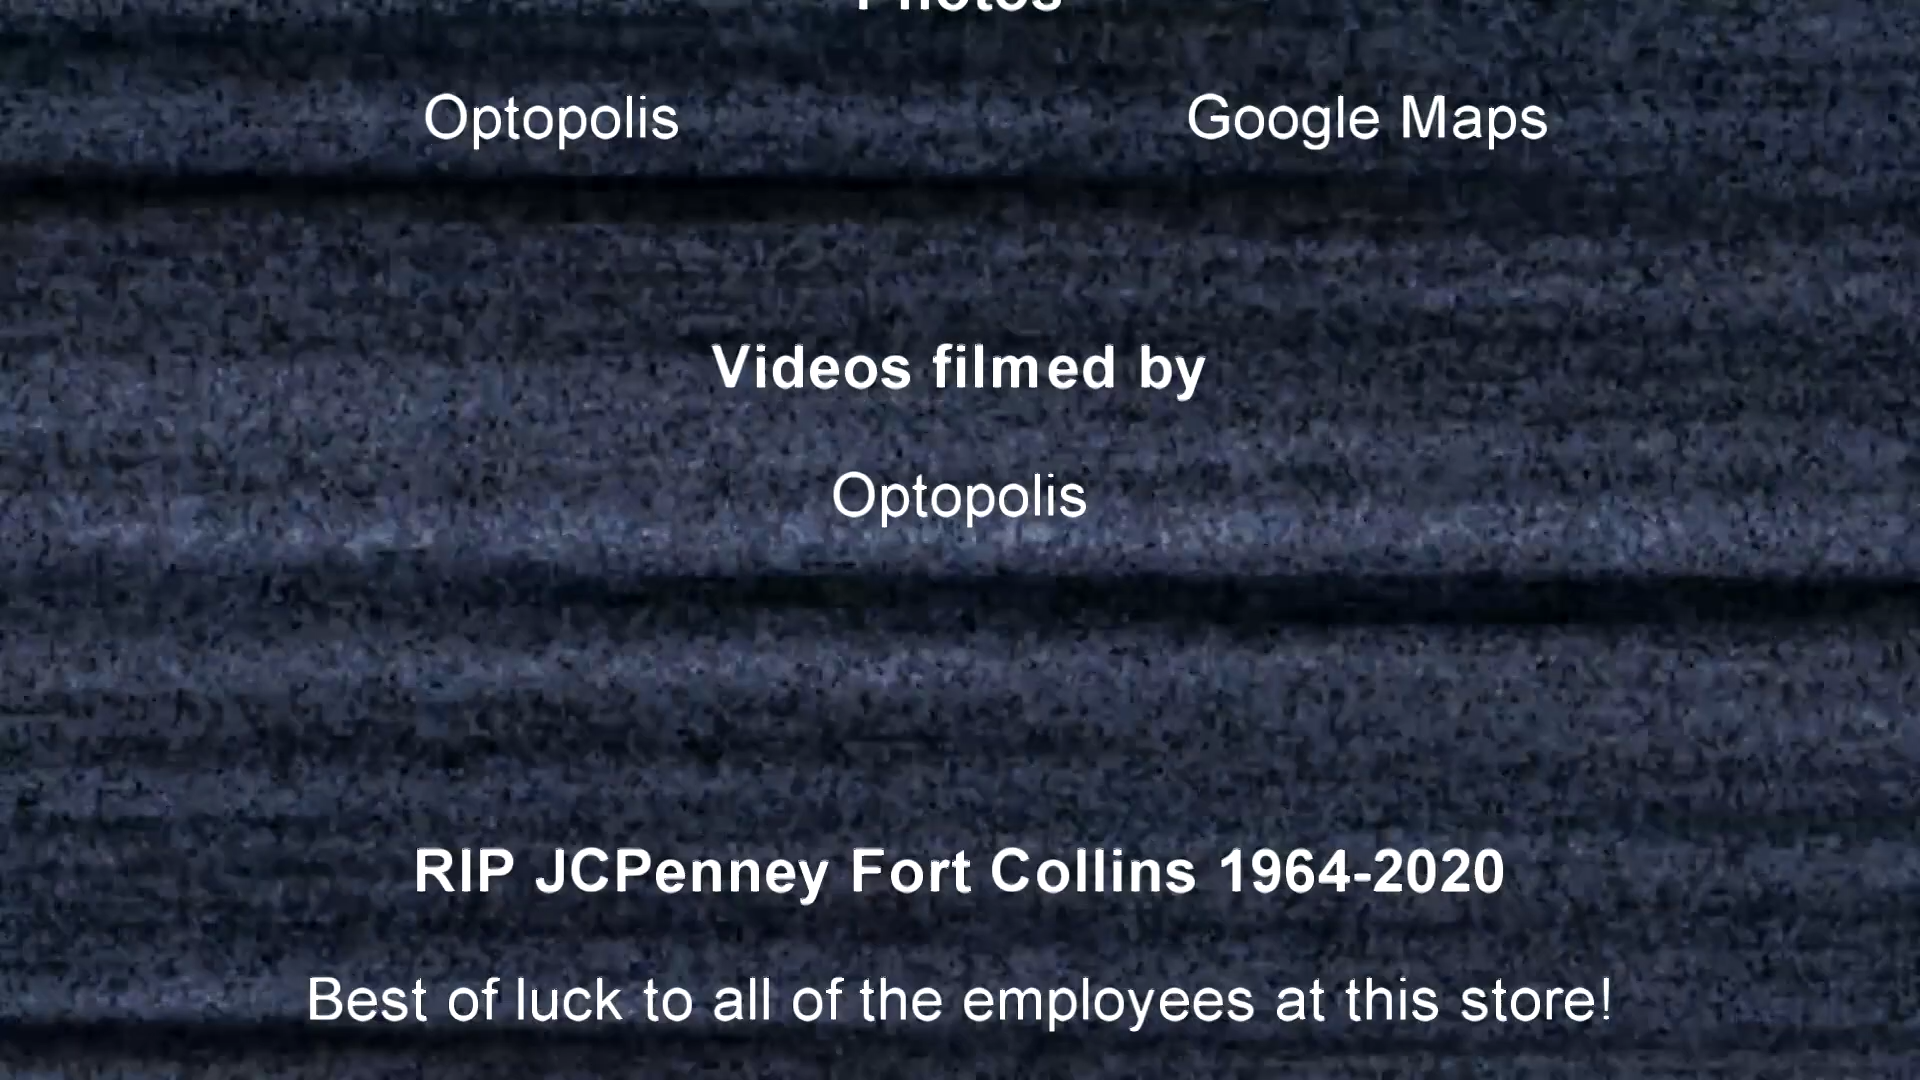 Photos
Optopolis Google Maps
Videos filmed by
Optopolis
RIP JCPenney Fort Collins 1964-2020
Best of luck to all of the employees at this store!